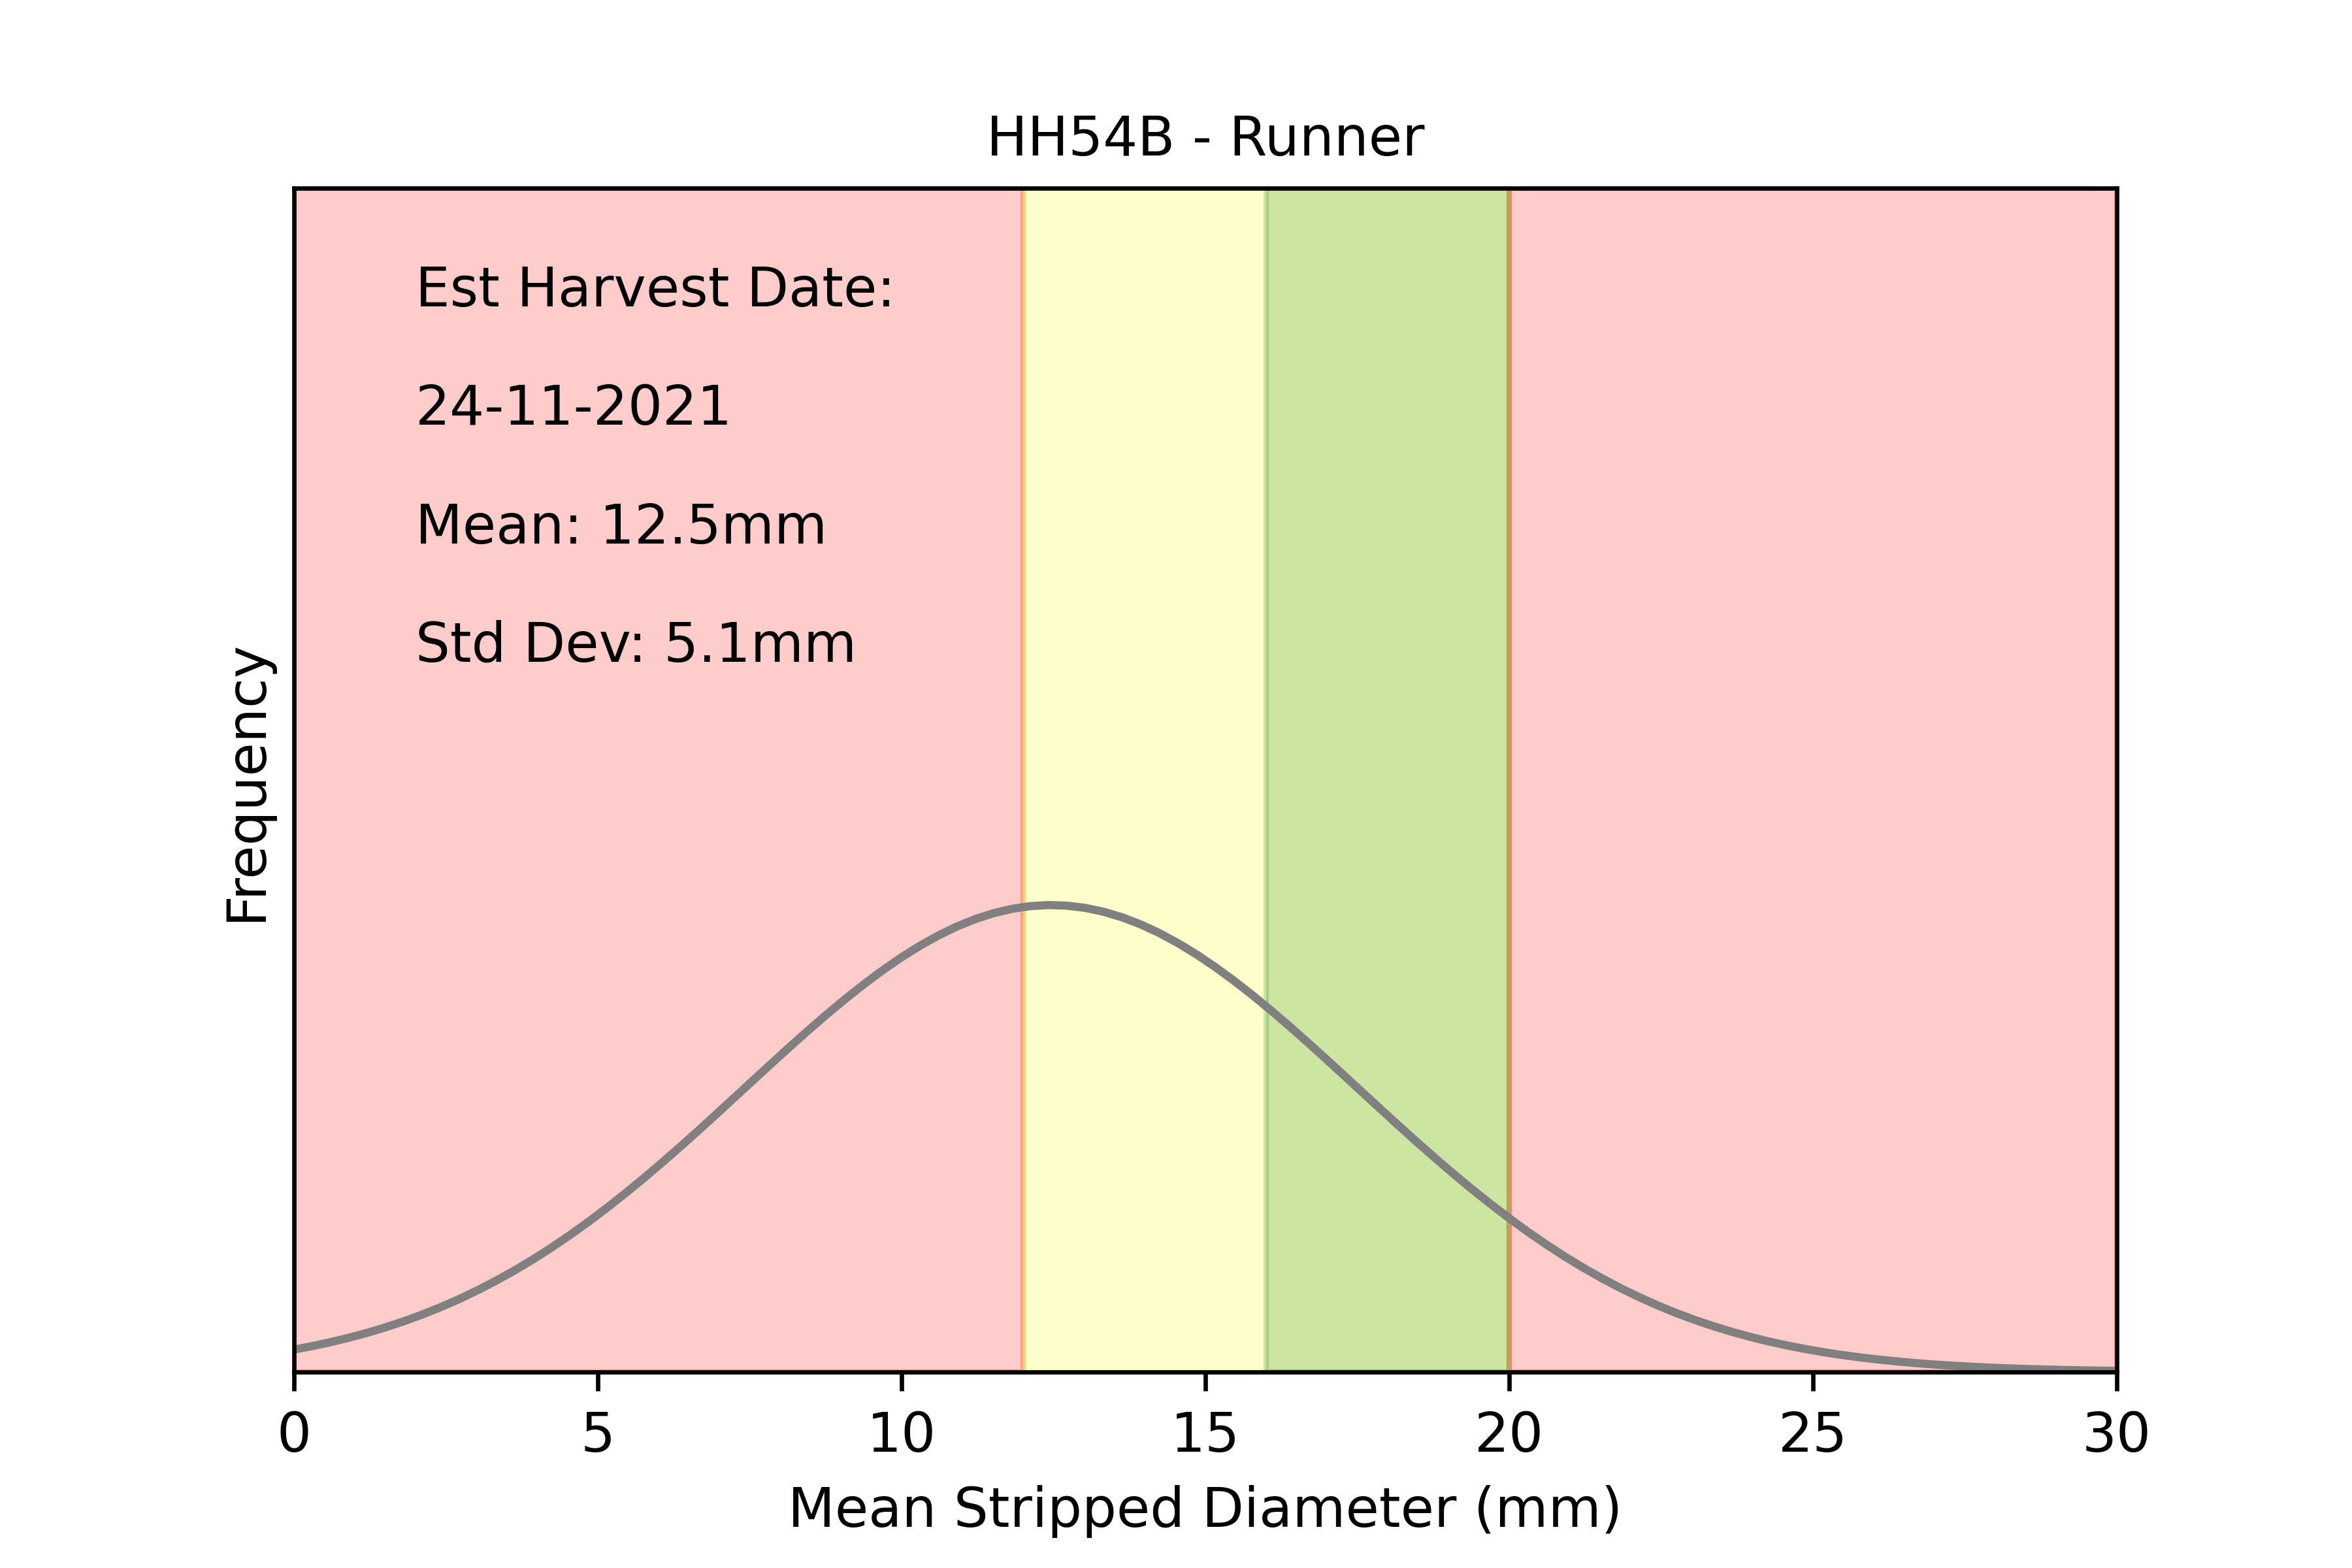 HH54B - Runner
Est Harvest Date:
24-11-2021
Mean: 12.5mm
Std Dev: 5.1mm
Frequency
0 5 10 15 20 25 30
Mean Stripped Diameter (mm)